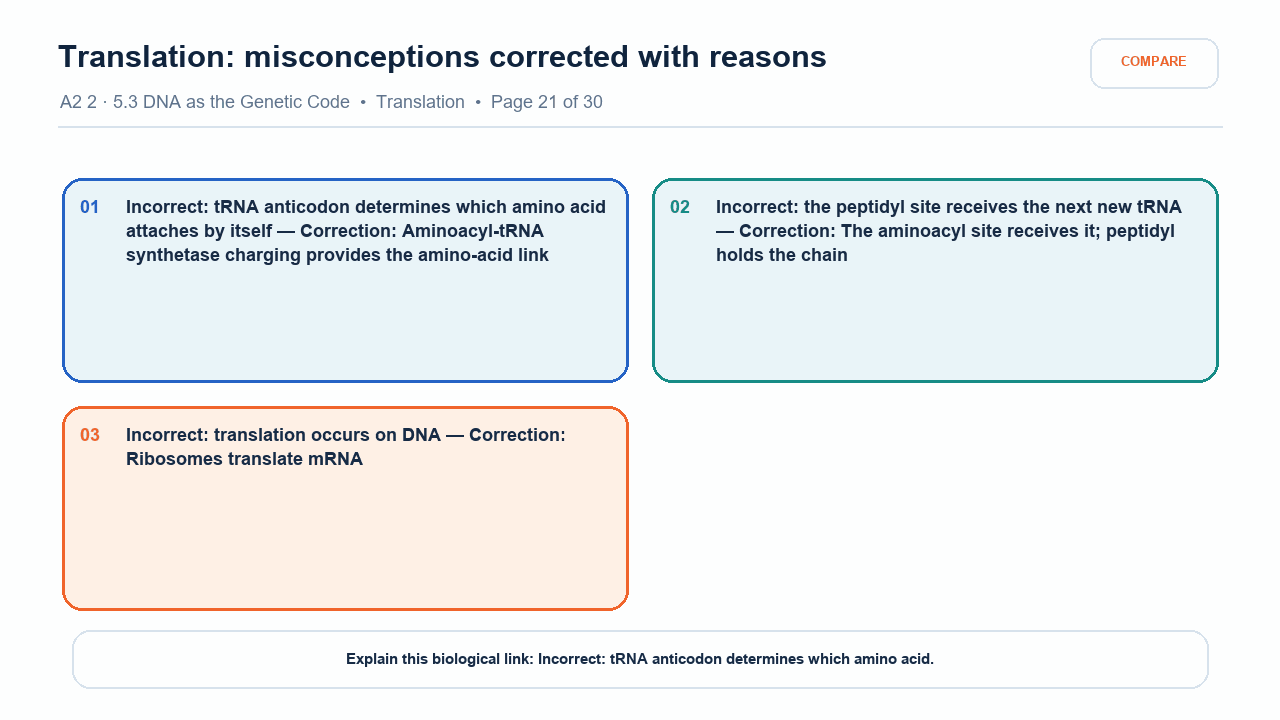 Translation: misconceptions corrected with reasons
COMPARE
A2 2 · 5.3 DNA as the Genetic Code • Translation • Page 21 of 30
01
Incorrect: tRNA anticodon determines which amino acid
attaches by itself — Correction: Aminoacyl-tRNA
synthetase charging provides the amino-acid link
02
Incorrect: the peptidyl site receives the next new tRNA
— Correction: The aminoacyl site receives it; peptidyl
holds the chain
03
Incorrect: translation occurs on DNA — Correction:
Ribosomes translate mRNA
Explain this biological link: Incorrect: tRNA anticodon determines which amino acid.